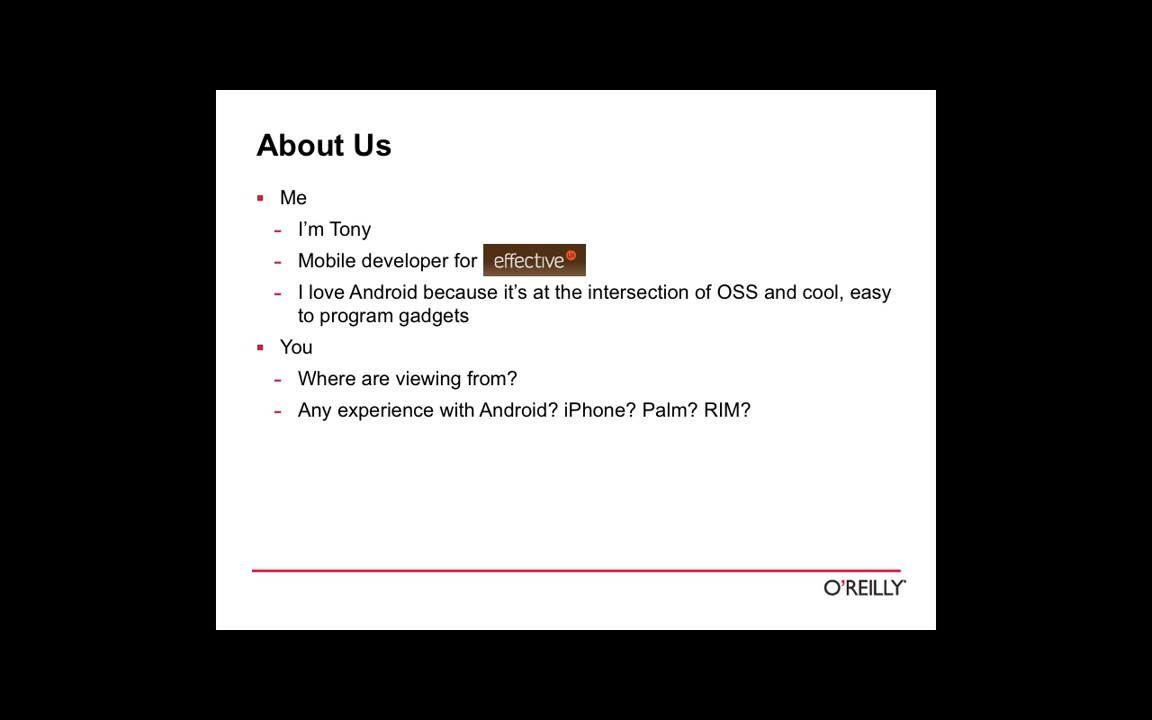 About Us
Me
- I'm Tony
- Mobile developer for effective UI
- I love Android because it's at the intersection of OSS and cool, easy
to program gadgets
You
- Where are viewing from?
- Any experience with Android? iPhone? Palm? RIM?
O'REILLY